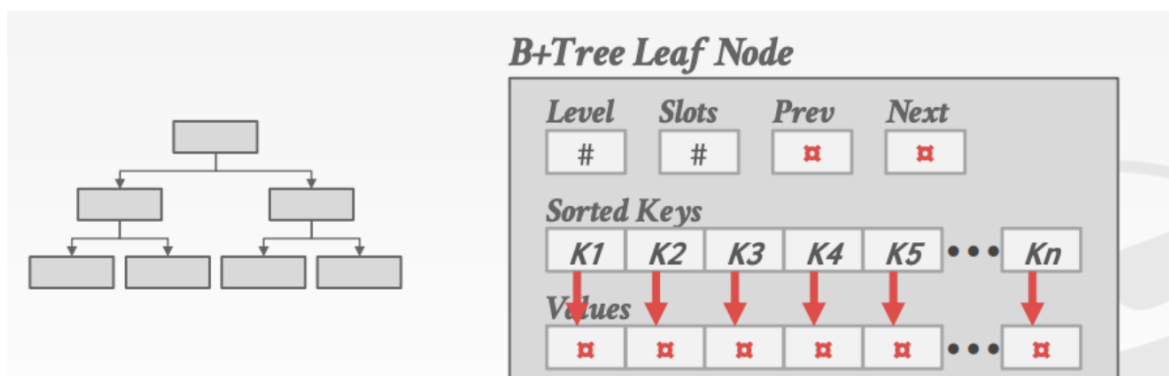 B+Tree Leaf Node
Level Slots Prev Next
# # ¤ ¤
Sorted Keys
K1 K2 K3 K4 K5 ••• Kn
Values
¤ ¤ ¤ ¤ ¤ ••• ¤